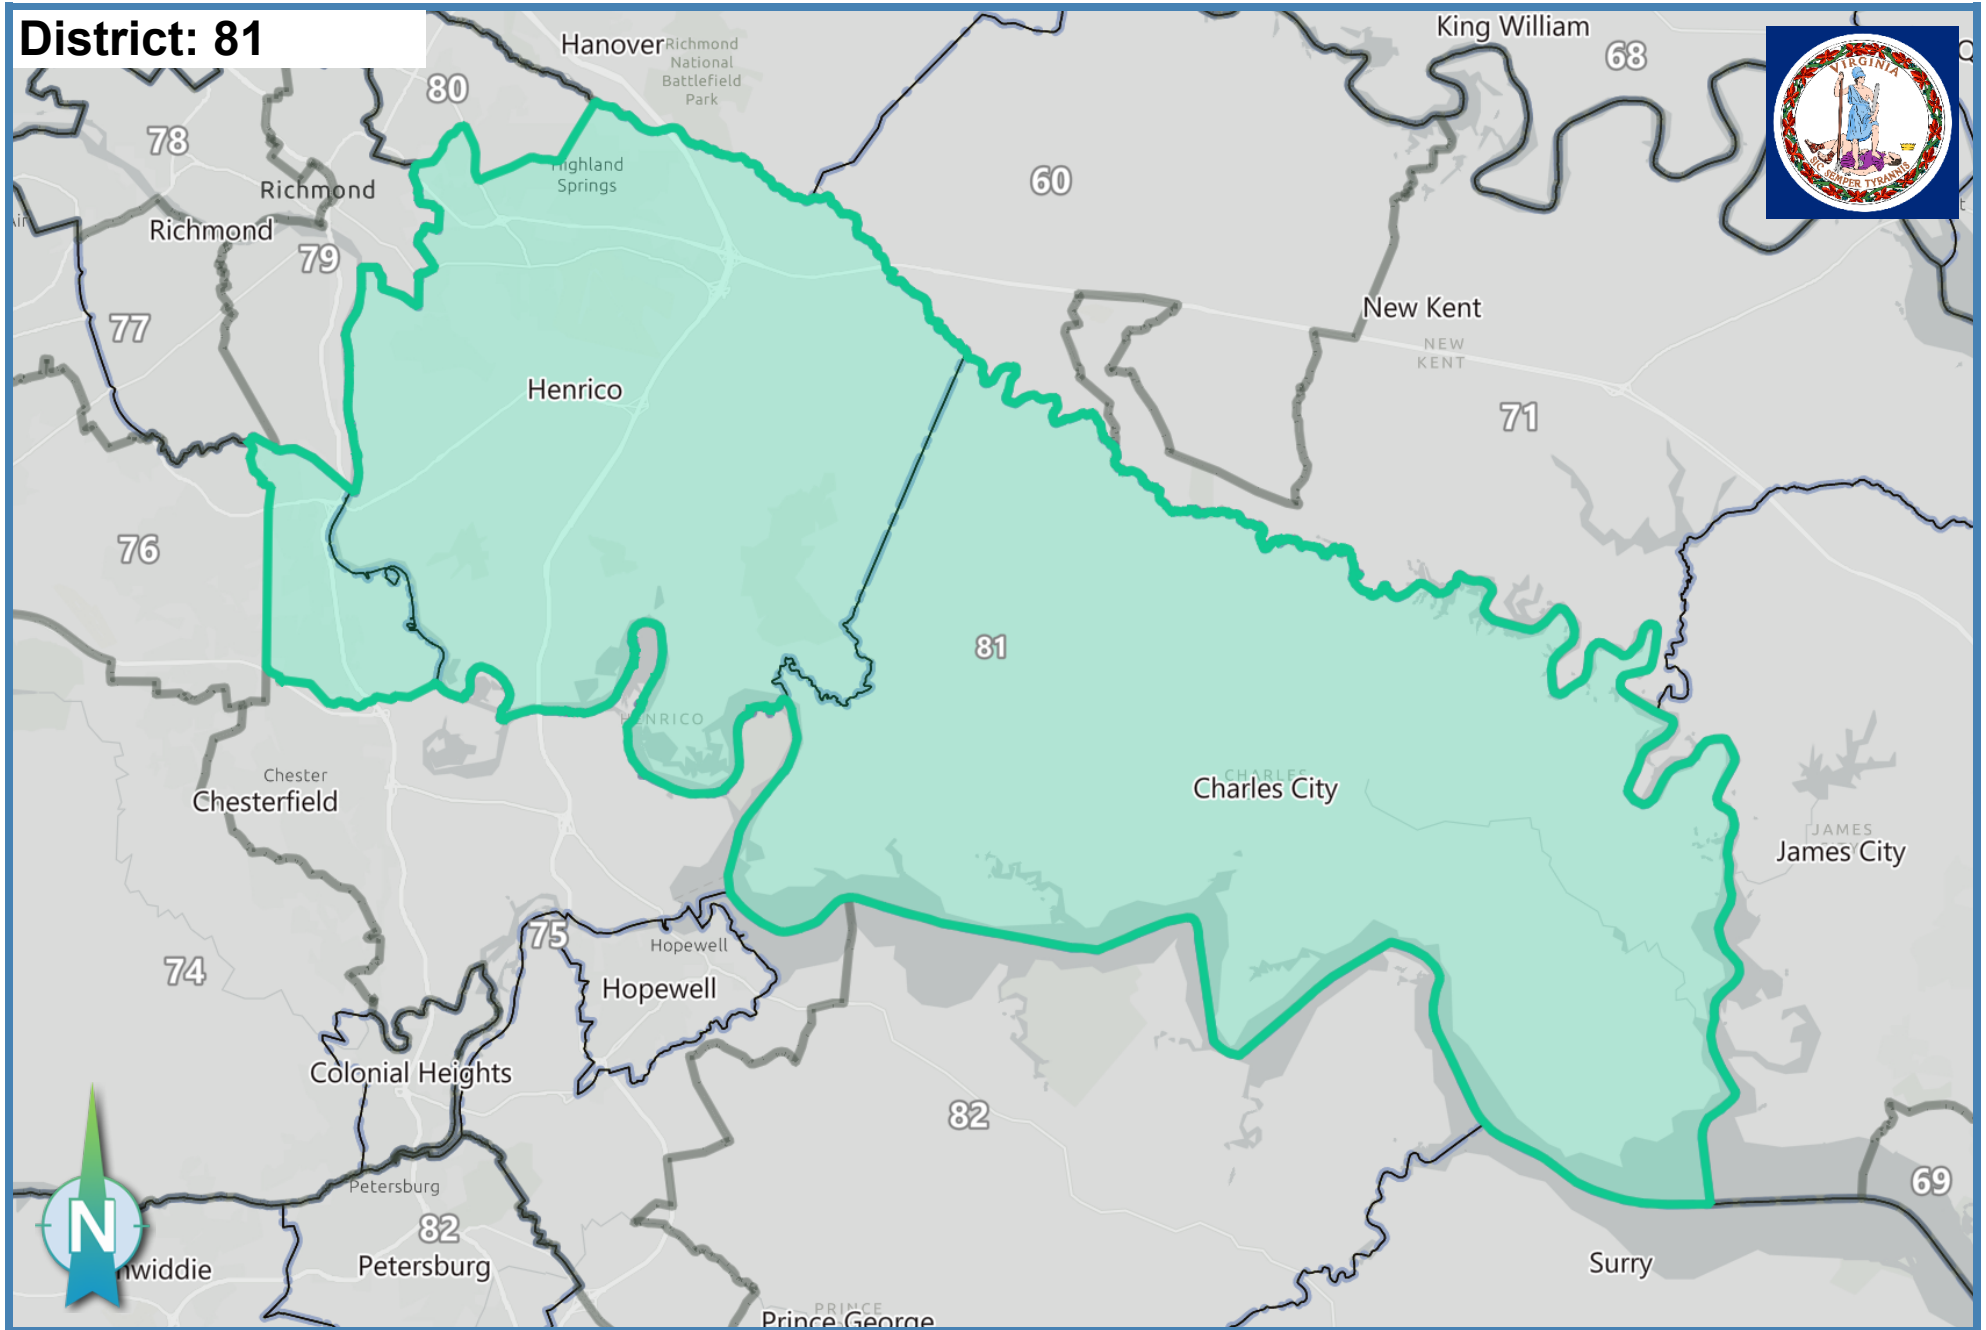 District: 81
Hanover
Richmond
National
Battlefield
Park
King William
68
80
78
Highland
Springs
60
Richmond
Richmond
79
77
New Kent
NEW
KENT
71
Henrico
76
81
HENRICO
Chester
Chesterfield
CHARLES
Charles City
JAMES
James City
75
Hopewell
Hopewell
74
Colonial Heights
82
Petersburg
82
Petersburg
69
Surry
N
nwiddie
PRINCE
Prince George
VIRGINIA
SIC SEMPER TYRANNIS